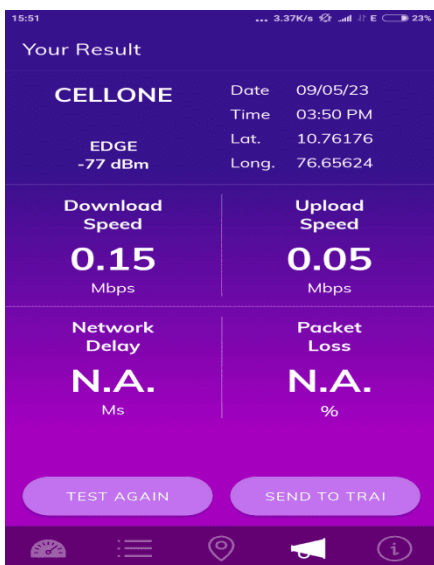 15:51 ... 3.37K/s E 23%
Your Result
CELLONE
EDGE
-77 dBm
Date 09/05/23
Time 03:50 PM
Lat. 10.76176
Long. 76.65624
Download
Speed
0.15
Mbps
Upload
Speed
0.05
Mbps
Network
Delay
N.A.
Ms
Packet
Loss
N.A.
%
TEST AGAIN
SEND TO TRAI
i